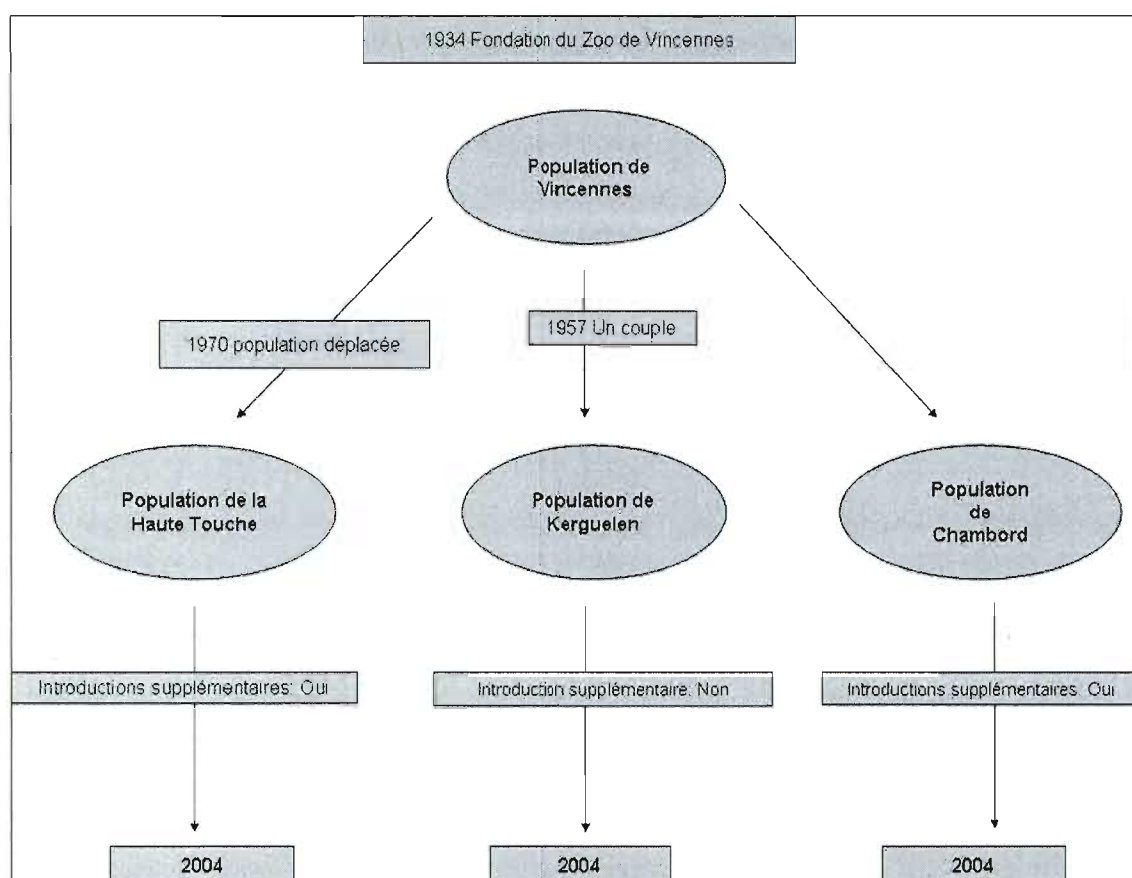 1934 Fondation du Zoo de Vincennes
Population de
Vincennes
1970 population déplacée
1957 Un couple
Population de la
Haute Touche
Population de
Kerguelen
Population
de
Chambord
Introductions supplémentaires: Oui
Introduction supplémentaire: Non
Introductions supplémentaires: Oui
2004
2004
2004